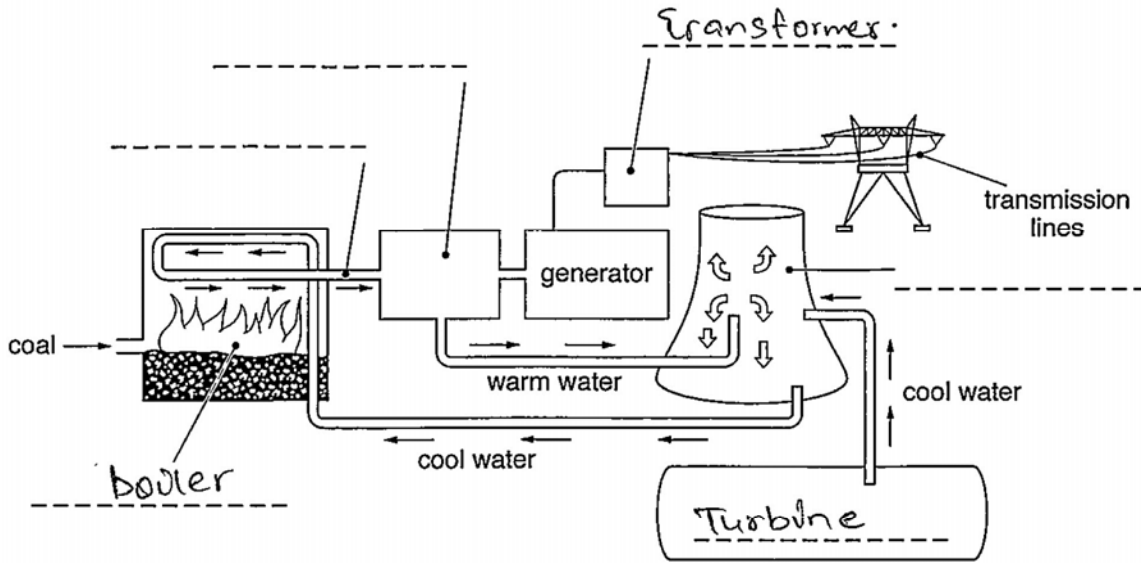 transformer.
transmission
lines
generator
coal
warm water
cool water
cool water
boiler
Turbine